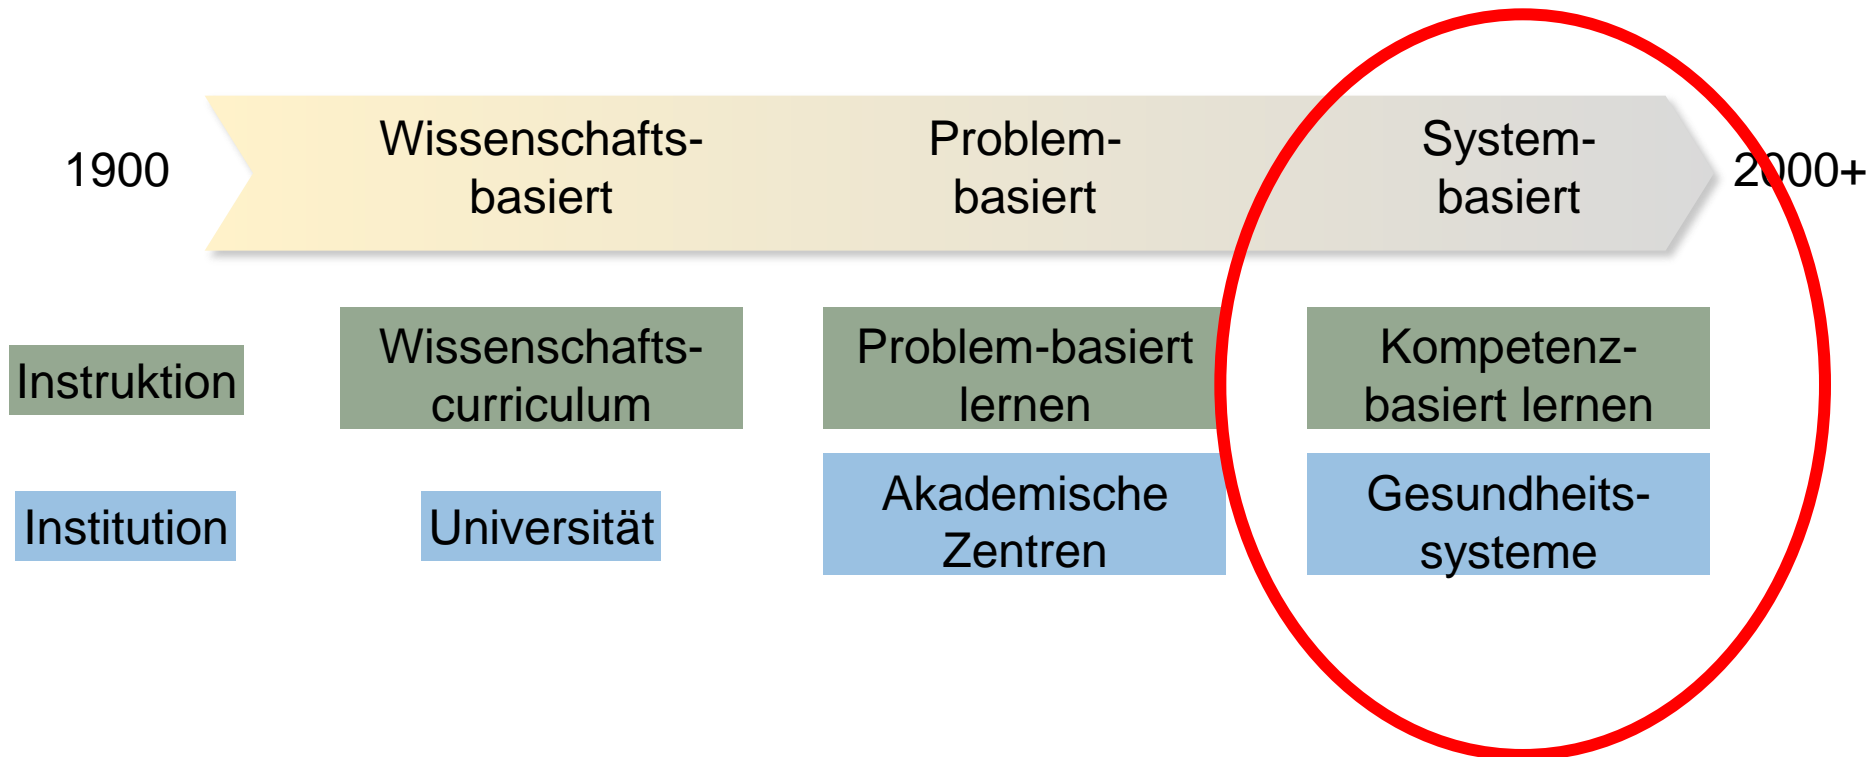 1900
Wissenschafts-
basiert
Problem-
basiert
System-
basiert
2000+
Instruktion
Wissenschafts-
curriculum
Problem-basiert
lernen
Kompetenz-
basiert lernen
Institution
Universität
Akademische
Zentren
Gesundheits-
systeme